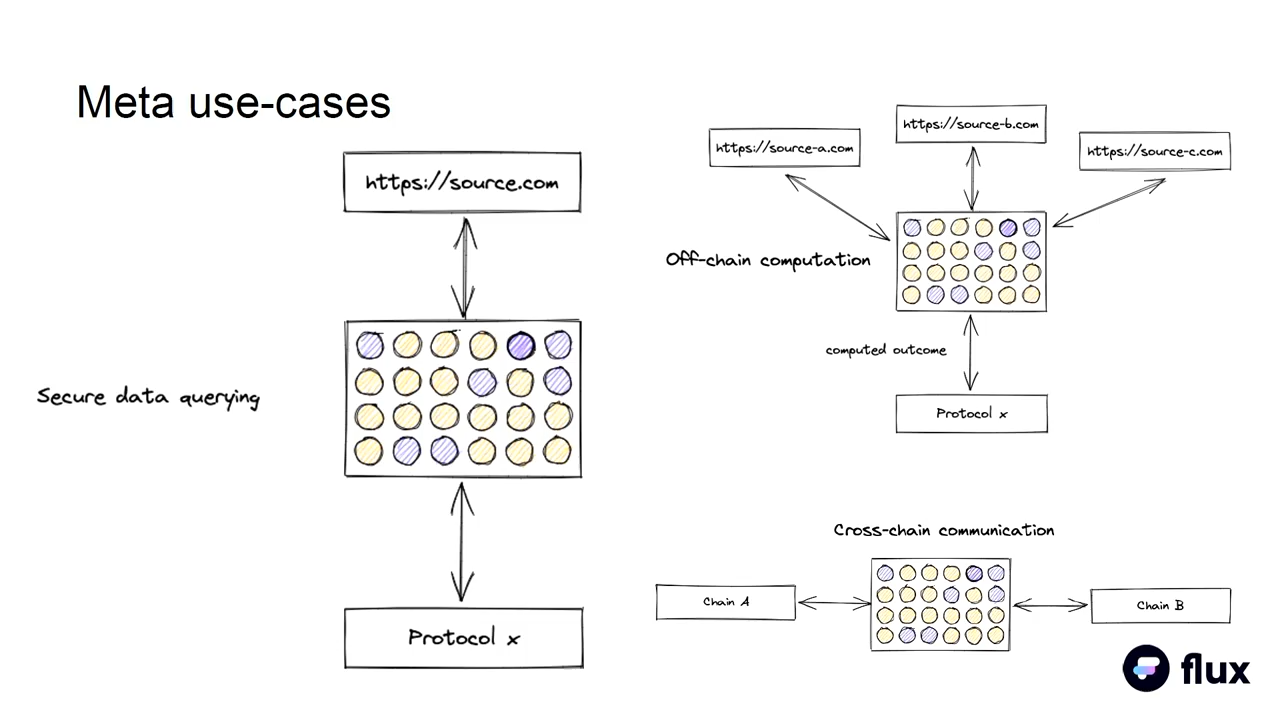 Meta use-cases
https://source.com
Secure data querying
Protocol x
https://source-a.com
https://source-b.com
https://source-c.com
Off-chain computation
computed outcome
Protocol x
Cross-chain communication
Chain A
Chain B
flux